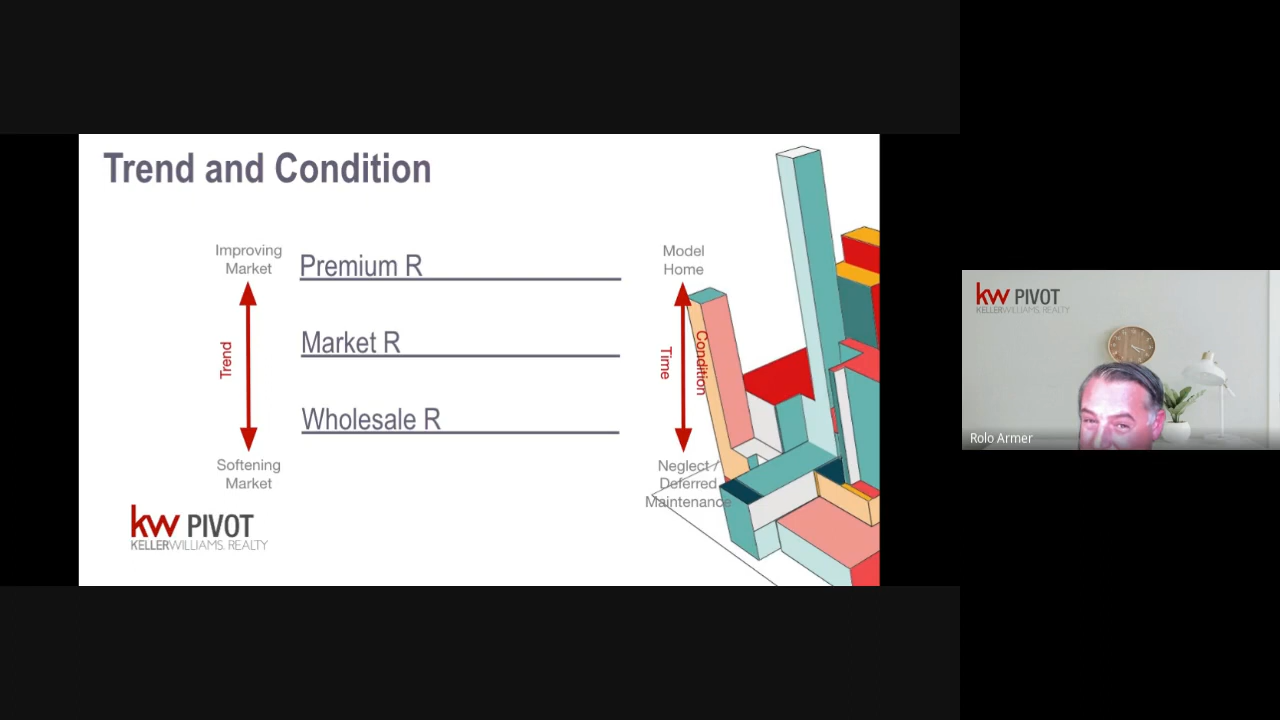 Trend and Condition
Improving
Market
Trend
Softening
Market
Premium R
Market R
Wholesale R
Model
Home
Time
Condition
Neglect /
Deferred
Maintenance
kw PIVOT
KELLERWILLIAMS. REALTY
kw PIVOT
KELLERWILLIAMS. REALTY
Rolo Armer